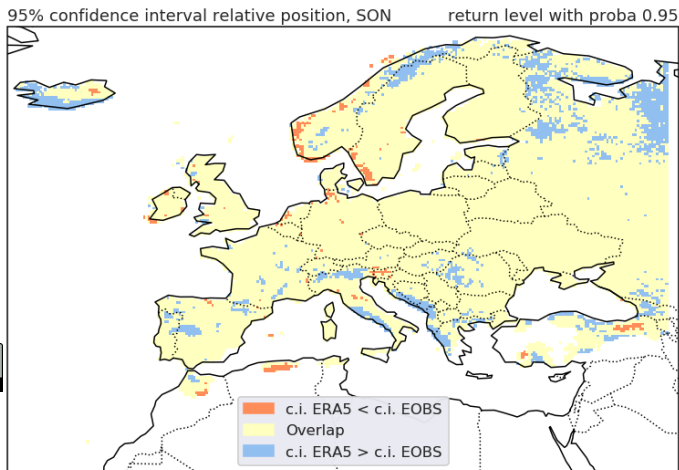 95% confidence interval relative position, SON return level with proba 0.95
c.i. ERA5 < c.i. EOBS
Overlap
c.i. ERA5 > c.i. EOBS